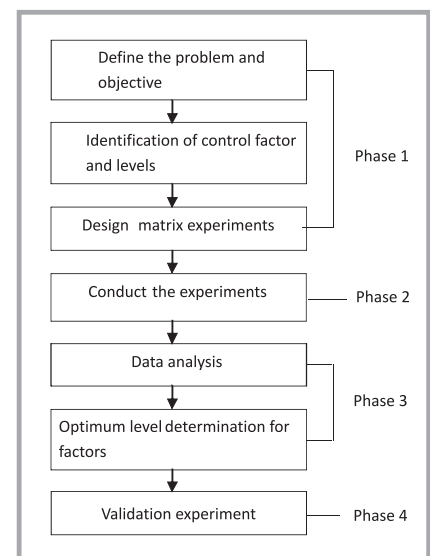 Define the problem and
objective
Identification of control factor
and levels
Phase 1
Design matrix experiments
Conduct the experiments
Phase 2
Data analysis
Phase 3
Optimum level determination for
factors
Validation experiment
Phase 4